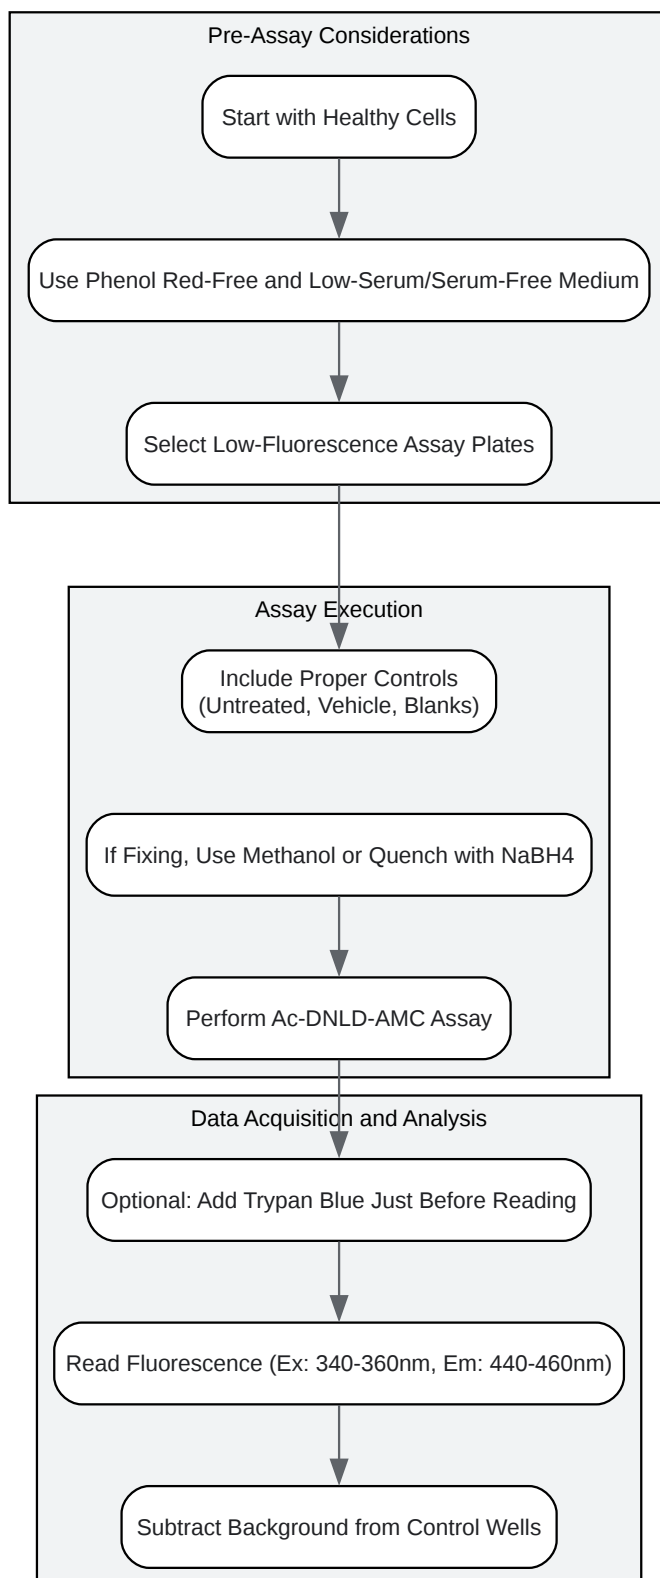 Pre-Assay Considerations
Start with Healthy Cells
Use Phenol Red-Free and Low-Serum/Serum-Free Medium
Select Low-Fluorescence Assay Plates
Assay Execution
Include Proper Controls
(Untreated, Vehicle, Blanks)
If Fixing, Use Methanol or Quench with NaBH4
Perform Ac-DNLD-AMC Assay
Data Acquisition and Analysis
Optional: Add Trypan Blue Just Before Reading
Read Fluorescence (Ex: 340-360nm, Em: 440-460nm)
Subtract Background from Control Wells